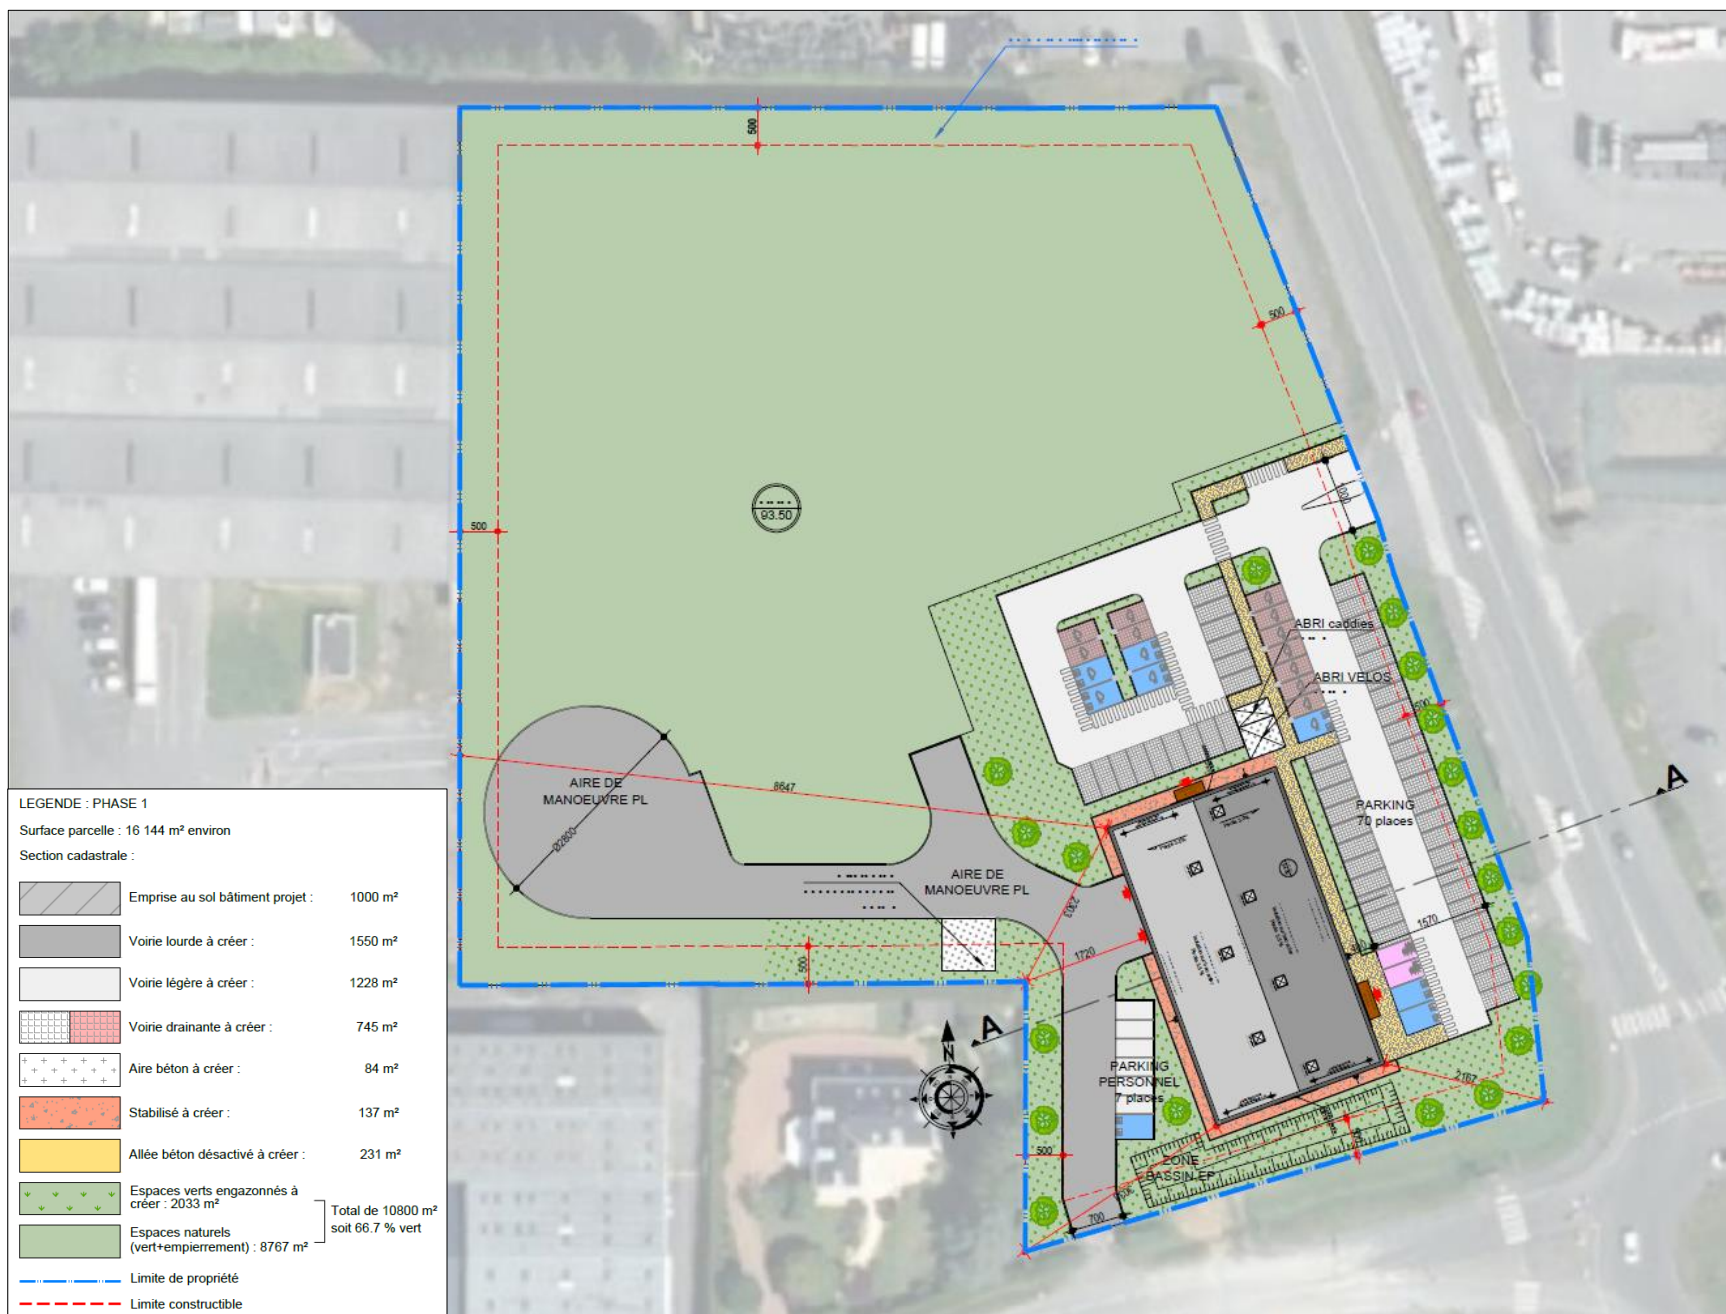 500
500
500
93.50
1000
ABRI caddies
ABRI VELOS
500
AIRE DE
MANOEUVRE PL
8647
Ø2800
PARKING
70 places
A
AIRE DE
MANOEUVRE PL
2303
1720
1570
500
A
N
PARKING
PERSONNEL
7 places
2167
500
ZONE
BASSIN EP
700
LEGENDE : PHASE 1
Surface parcelle : 16 144 m² environ
Section cadastrale :
Emprise au sol bâtiment projet : 1000 m²
Voirie lourde à créer : 1550 m²
Voirie légère à créer : 1228 m²
Voirie drainante à créer : 745 m²
Aire béton à créer : 84 m²
Stabilisé à créer : 137 m²
Allée béton désactivé à créer : 231 m²
Espaces verts engazonnés à
créer : 2033 m²
Total de 10800 m²
soit 66.7 % vert
Espaces naturels
(vert+empierrement) : 8767 m²
Limite de propriété
Limite constructible